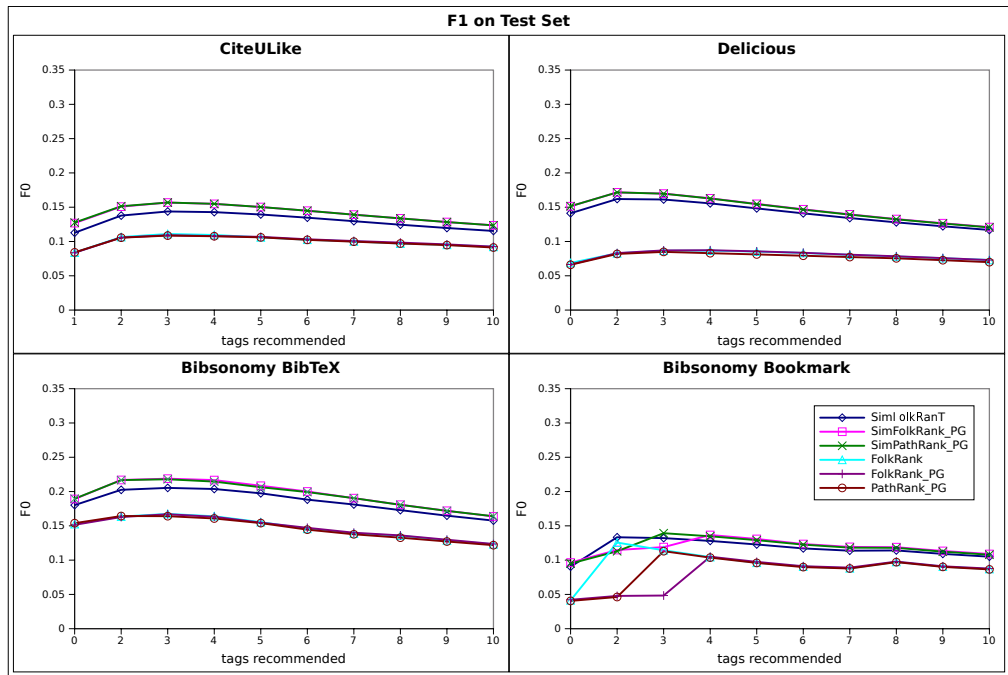 F1 on Test Set
CiteULike
0.35
0.3
0.25
0.2
0.15
0.1
0.05
0
F0
1 2 3 4 5 6 7 8 9 10
tags recommended
Delicious
0.35
0.3
0.25
0.2
0.15
0.1
0.05
0
F0
0 2 3 4 5 6 7 8 9 10
tags recommended
Bibsonomy BibTeX
0.35
0.3
0.25
0.2
0.15
0.1
0.05
0
F0
0 2 3 4 5 6 7 8 9 10
tags recommended
Bibsonomy Bookmark
0.35
0.3
0.25
0.2
0.15
0.1
0.05
0
F0
0 2 3 4 5 6 7 8 9 10
tags recommended
SimFolkRank_PG
SimPathRank_PG
FolkRank
FolkRank_PG
PathRank_PG